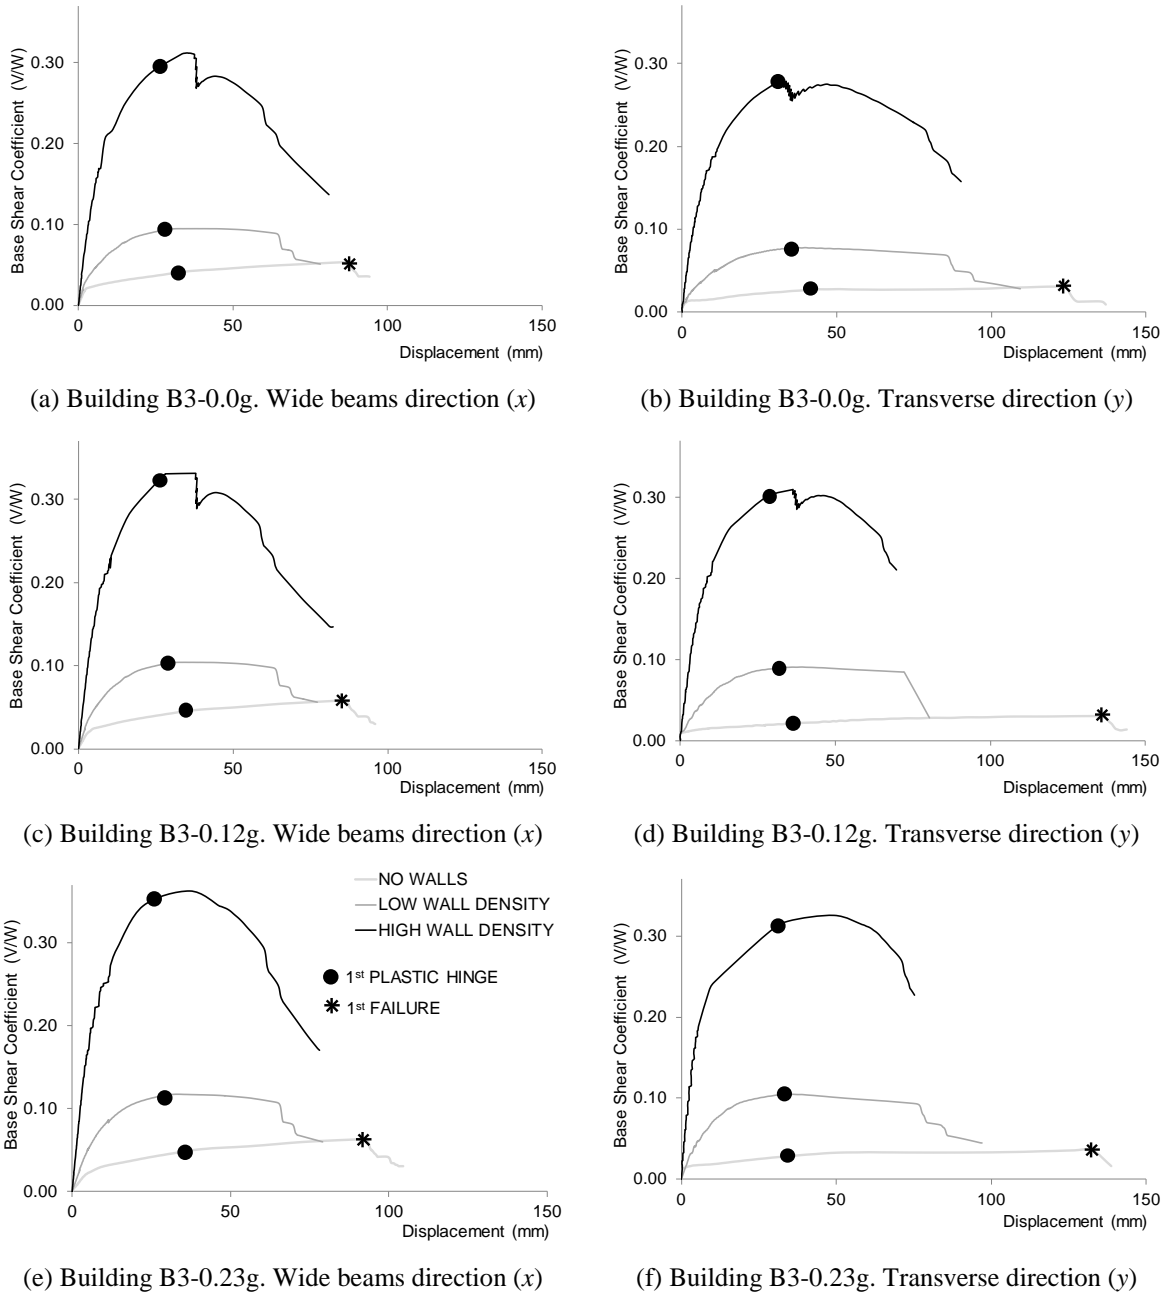 Base Shear Coefficient (V/W)
0.30
0.20
0.10
0.00
0 50 100 150
Displacement (mm)
(a) Building B3-0.0g. Wide beams direction (x)
Base Shear Coefficient (V/W)
0.30
0.20
0.10
0.00
0 50 100 150
Displacement (mm)
(b) Building B3-0.0g. Transverse direction (y)
Base Shear Coefficient (V/W)
0.30
0.20
0.10
0.00
0 50 100 150
Displacement (mm)
(c) Building B3-0.12g. Wide beams direction (x)
Base Shear Coefficient (V/W)
0.30
0.20
0.10
0.00
0 50 100 150
Displacement (mm)
(d) Building B3-0.12g. Transverse direction (y)
Base Shear Coefficient (V/W)
0.30
0.20
0.10
0.00
0 50 100 150
Displacement (mm)
NO WALLS
LOW WALL DENSITY
HIGH WALL DENSITY
1st PLASTIC HINGE
1st FAILURE
(e) Building B3-0.23g. Wide beams direction (x)
Base Shear Coefficient (V/W)
0.30
0.20
0.10
0.00
0 50 100 150
Displacement (mm)
(f) Building B3-0.23g. Transverse direction (y)